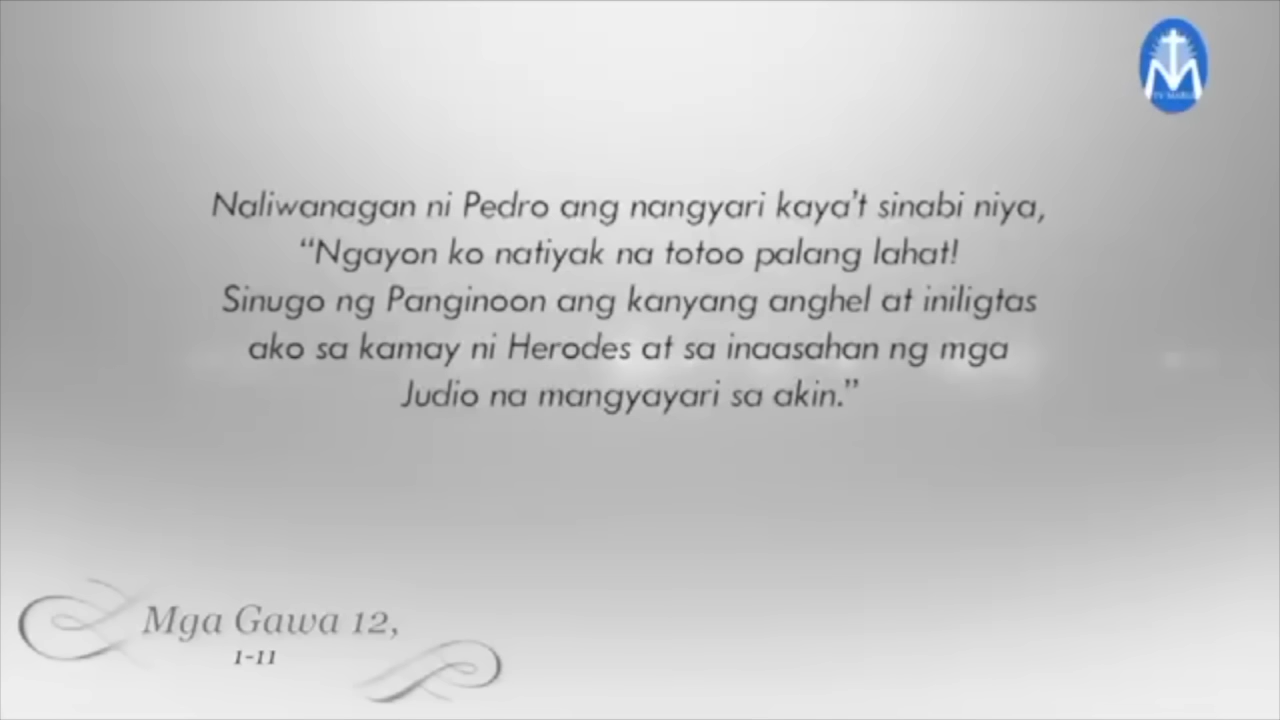 TV MARIA
Naliwanagan ni Pedro ang nangyari kaya't sinabi niya,
“Ngayon ko natiyak na totoo palang lahat!
Sinugo ng Panginoon ang kanyang anghel at iniligtas
ako sa kamay ni Herodes at sa inaasahan ng mga
Judio na mangyayari sa akin.”
Mga Gawa 12,
1-11